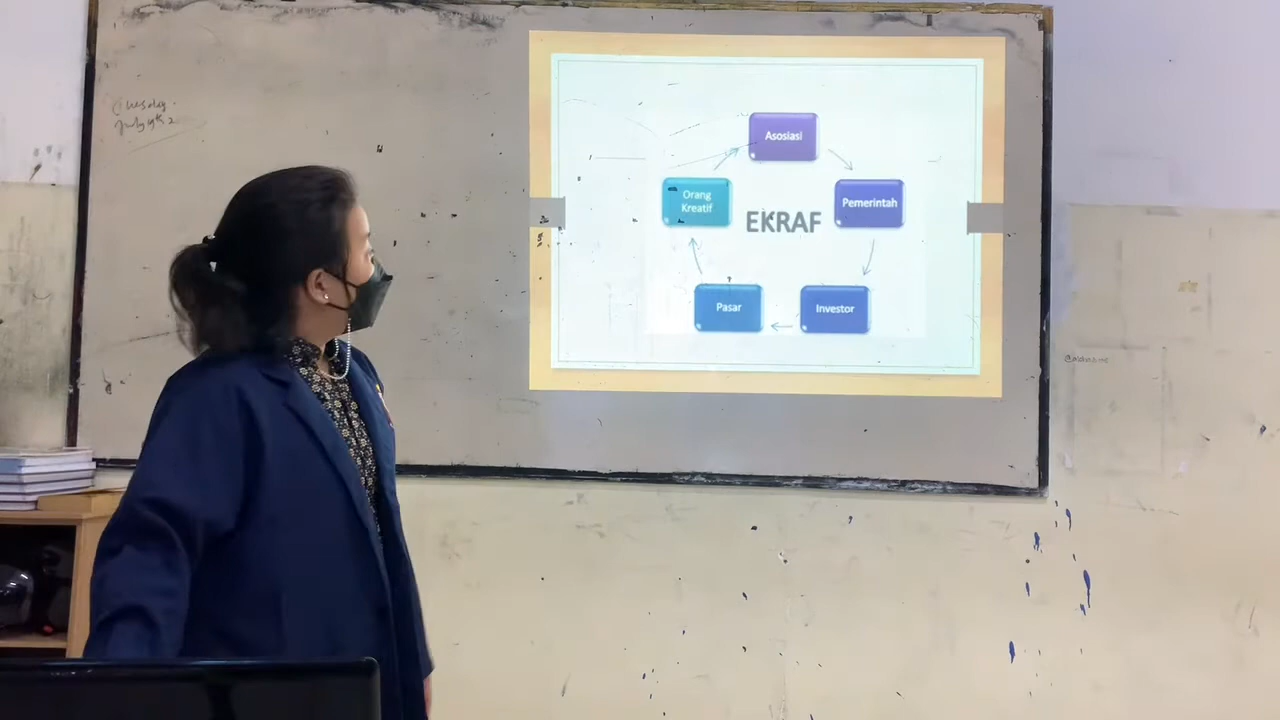 Asosiasi
Orang
Kreatif
Pemerintah
EKRAF
Pasar
Investor